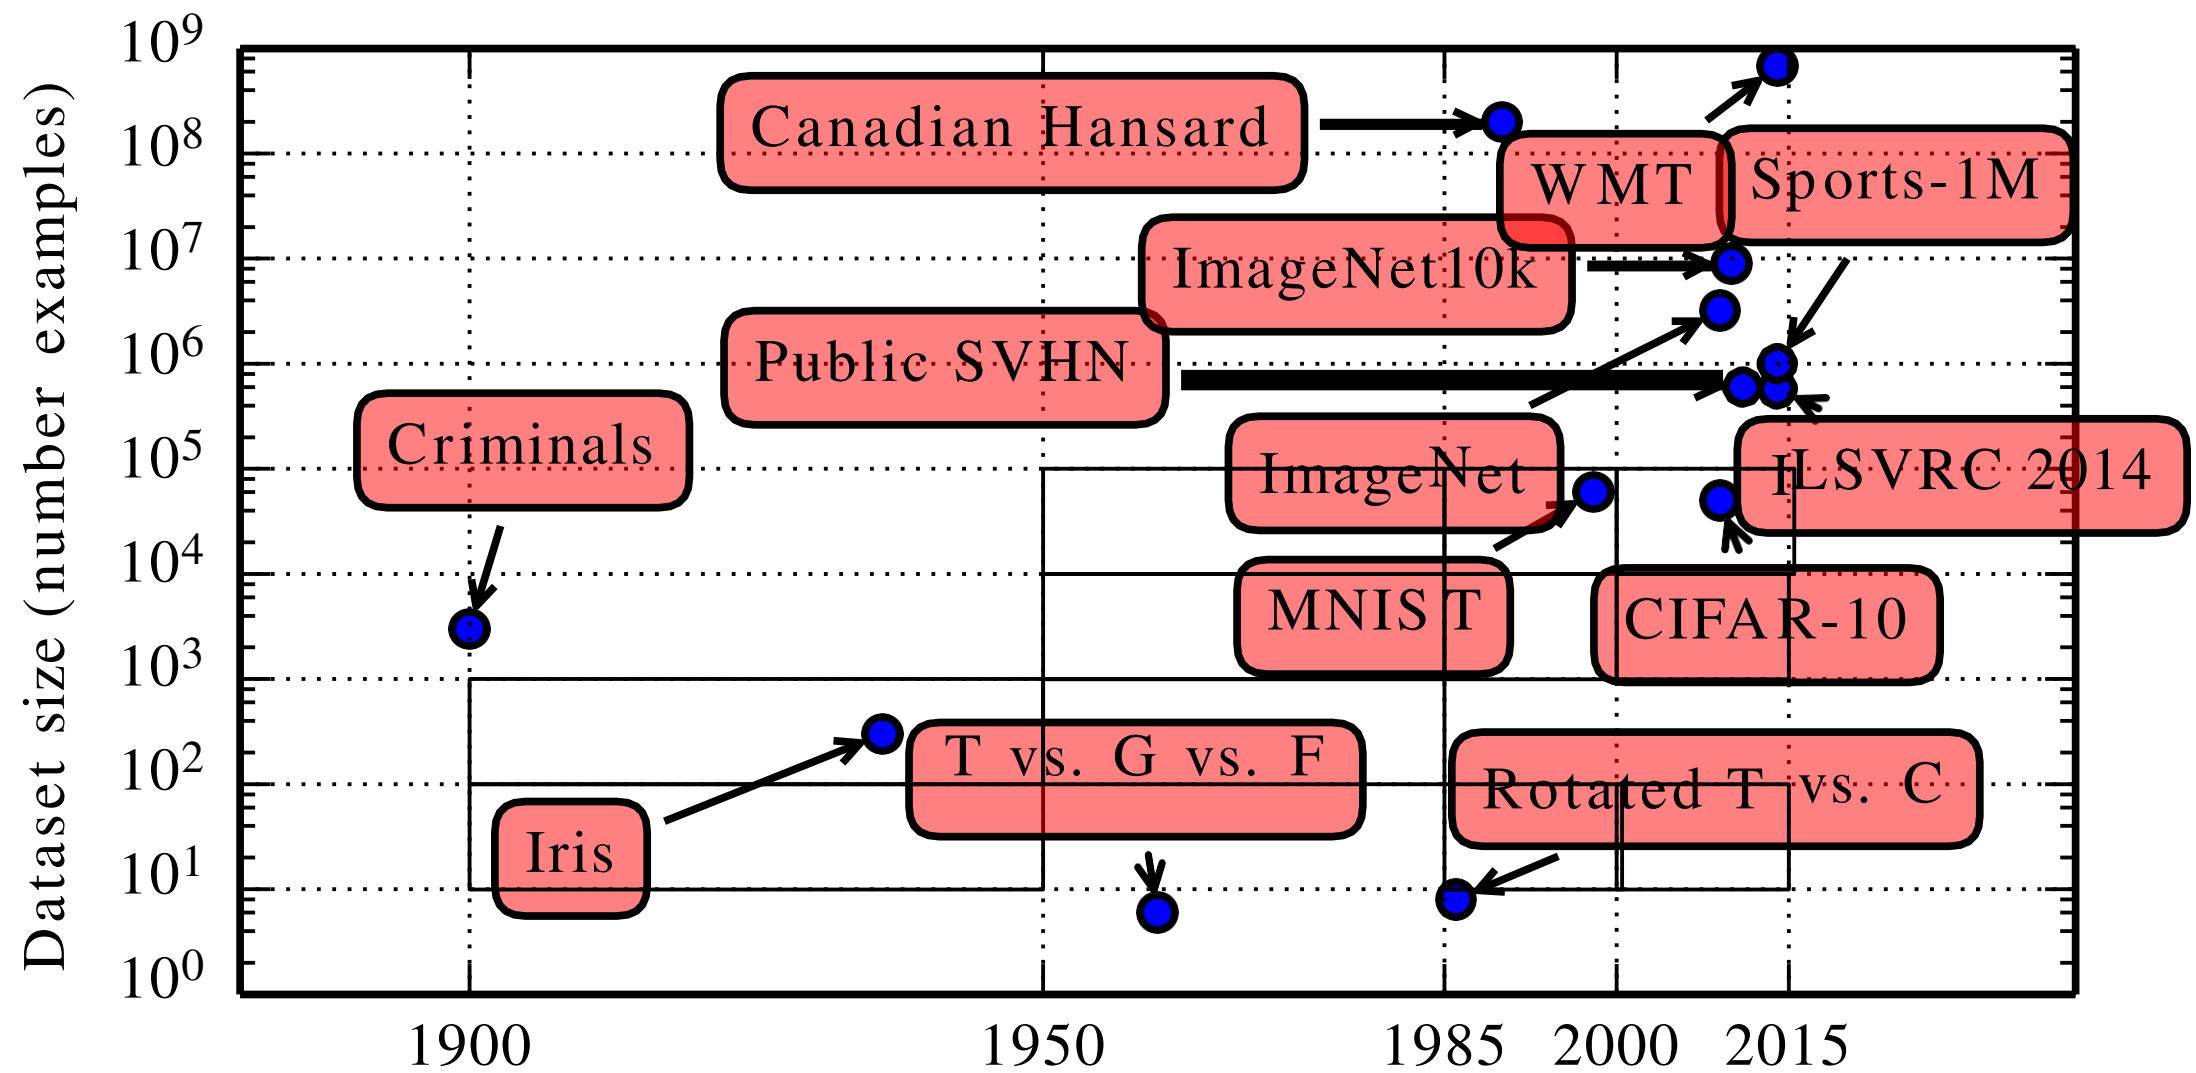 Dataset size (number examples)
10⁹
10⁸
10⁷
10⁶
10⁵
10⁴
10³
10²
10¹
10⁰
Canadian Hansard
WMT
Sports-1M
ImageNet10k
Public SVHN
Criminals
ImageNet
ILSVRC 2014
MNIST
CIFAR-10
T vs. G vs. F
Rotated T vs. C
Iris
1900
1950
1985
2000
2015